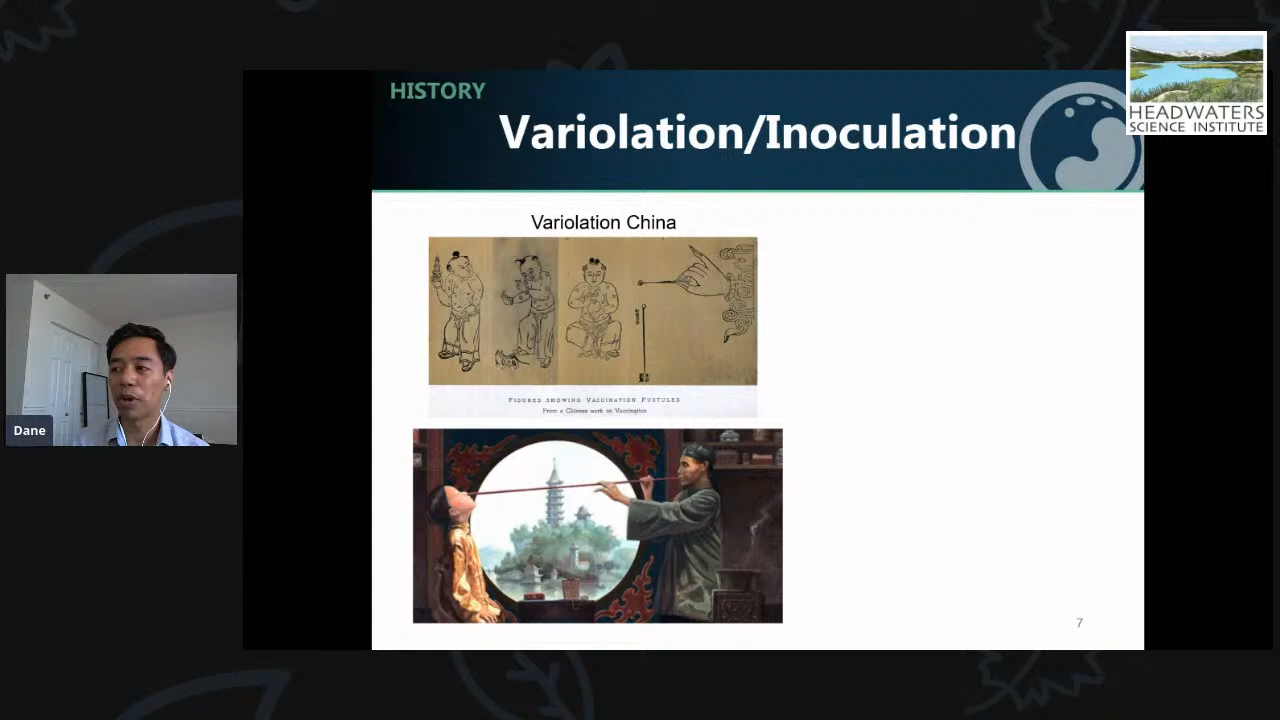 HISTORY
Variolation/Inoculation
HEADWATERS
SCIENCE INSTITUTE
Variolation China
FIGURES SHOWING VACCINATION PUSTULES
From a Chinese work on Vaccination
Dane
7